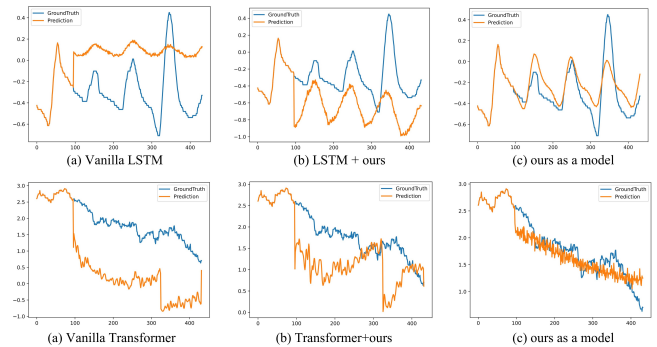 GroundTruth
Prediction
0.4
0.2
0.0
−0.2
−0.4
−0.6
0 100 200 300 400
(a) Vanilla LSTM
GroundTruth
Prediction
0.4
0.2
0.0
−0.2
−0.4
−0.6
−0.8
−1.0
0 100 200 300 400
(b) LSTM + ours
GroundTruth
Prediction
0.4
0.2
0.0
−0.2
−0.4
−0.6
0 100 200 300 400
(c) ours as a model
GroundTruth
Prediction
3.0
2.5
2.0
1.5
1.0
0.5
0.0
−0.5
−1.0
0 100 200 300 400
(a) Vanilla Transformer
GroundTruth
Prediction
3.0
2.5
2.0
1.5
1.0
0.5
0.0
0 100 200 300 400
(b) Transformer+ours
GroundTruth
Prediction
3.0
2.5
2.0
1.5
1.0
0 100 200 300 400
(c) ours as a model